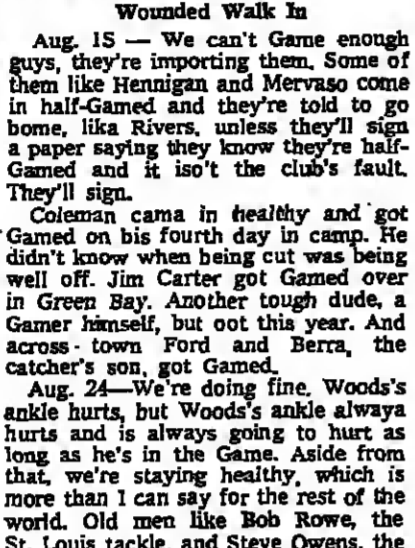 Wounded Walk In
Aug. 15 — We can't Game enough
guys, they're importing them. Some of
them like Hennigan and Mervaso come
in half-Gamed and they're told to go
bome, lika Rivers, unless they'll sign
a paper saying they know they're half-
Gamed and it iso't the club's fault.
They'll sign.
Coleman cama in healthy and got
Gamed on bis fourth day in camp. He
didn't know when being cut was being
well off. Jim Carter got Gamed over
in Green Bay. Another tough dude, a
Gamer himself, but oot this year. And
across - town Ford and Berra, the
catcher's son, got Gamed.
Aug. 24—We're doing fine. Woods's
ankle hurts, but Woods's ankle alwaya
hurts and is always going to hurt as
long as he's in the Game. Aside from
that, we're staying healthy, which is
more than I can say for the rest of the
world. Old men like Bob Rowe, the
St. Louis tackle, and Steve Owens, the